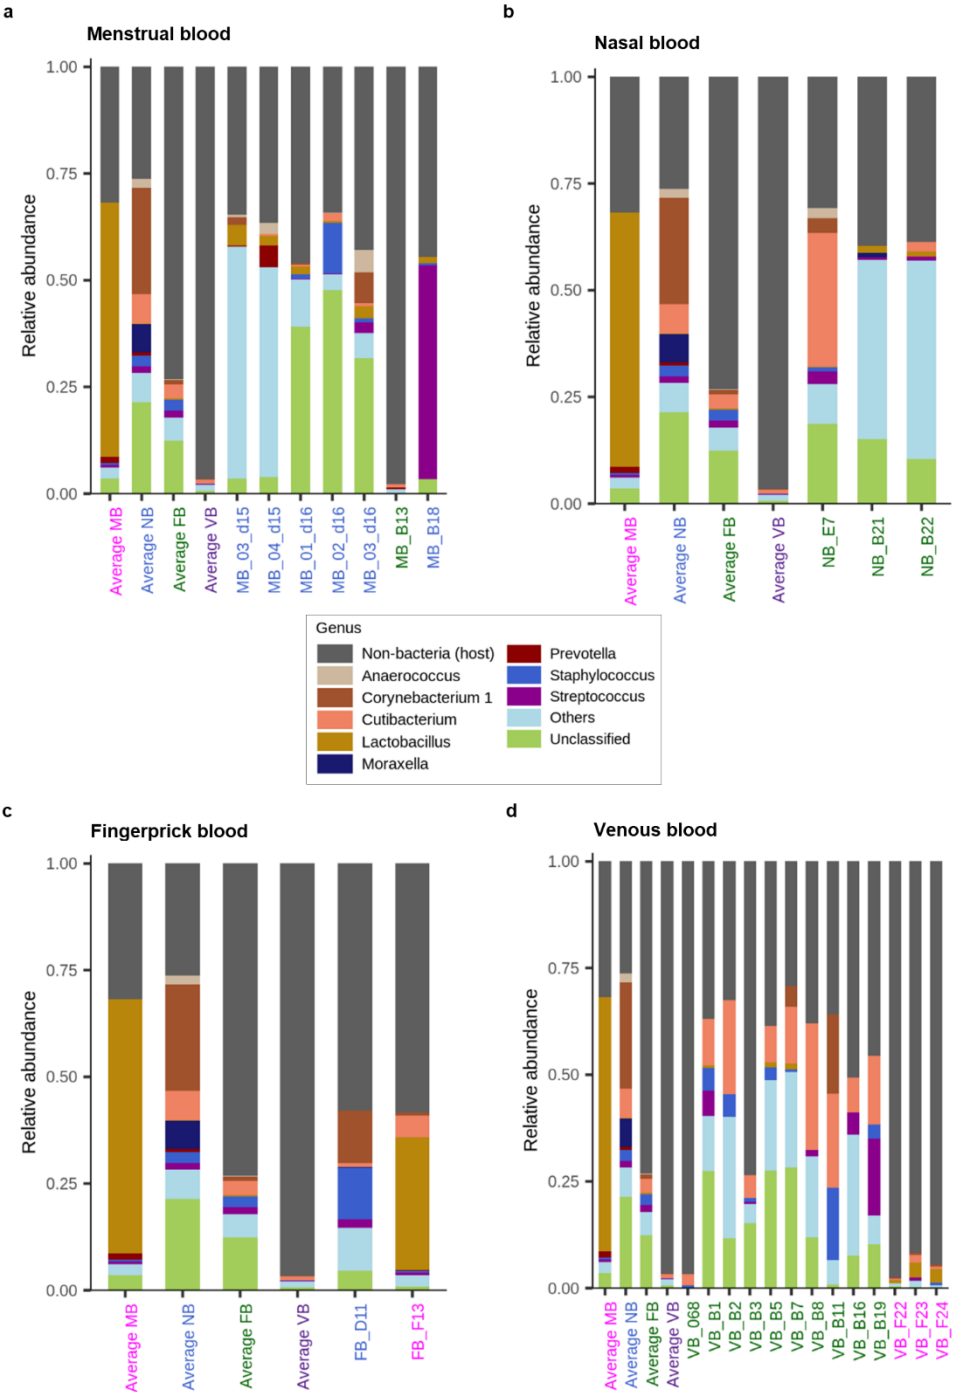 a
Menstrual blood
Relative abundance
1.00
0.75
0.50
0.25
0.00
Average MB
Average NB
Average FB
Average VB
MB_03_d15
MB_04_d15
MB_01_d16
MB_02_d16
MB_03_d16
MB_B13
MB_B18
b
Nasal blood
Relative abundance
1.00
0.75
0.50
0.25
0.00
Average MB
Average NB
Average FB
Average VB
NB_E7
NB_B21
NB_B22
Genus
Non-bacteria (host)
Anaerococcus
Corynebacterium 1
Cutibacterium
Lactobacillus
Moraxella
Prevotella
Staphylococcus
Streptococcus
Others
Unclassified
c
Fingerprick blood
Relative abundance
1.00
0.75
0.50
0.25
0.00
Average MB
Average NB
Average FB
Average VB
FB_D11
FB_F13
d
Venous blood
Relative abundance
1.00
0.75
0.50
0.25
0.00
Average MB
Average NB
Average FB
Average VB
VB_068
VB_B1
VB_B2
VB_B3
VB_B5
VB_B7
VB_B8
VB_B11
VB_B16
VB_B19
VB_F22
VB_F23
VB_F24